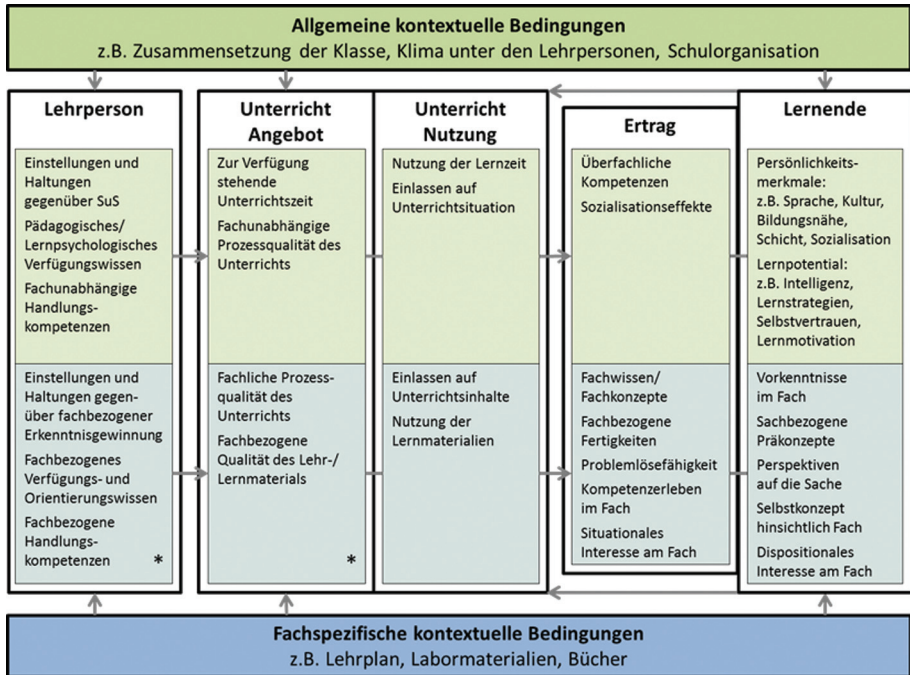 Allgemeine kontextuelle Bedingungen
z.B. Zusammensetzung der Klasse, Klima unter den Lehrpersonen, Schulorganisation
Lehrperson
Einstellungen und
Haltungen
gegenüber SuS
Pädagogisches/
Lernpsychologisches
Verfügungswissen
Fachunabhängige
Handlungs-
kompetenzen
Einstellungen und
Haltungen gegen-
über fachbezogener
Erkenntnisgewinnung
Fachbezogenes
Verfügungs- und
Orientierungswissen
Fachbezogene
Handlungs-
kompetenzen *
Unterricht
Angebot
Zur Verfügung
stehende
Unterrichtszeit
Fachunabhängige
Prozessqualität des
Unterrichts
Fachliche Prozess-
qualität des
Unterrichts
Fachbezogene
Qualität des Lehr-/
Lernmaterials
*
Unterricht
Nutzung
Nutzung der Lernzeit
Einlassen auf
Unterrichtsituation
Einlassen auf
Unterrichtsinhalte
Nutzung der
Lernmaterialien
Ertrag
Überfachliche
Kompetenzen
Sozialisationseffekte
Fachwissen/
Fachkonzepte
Fachbezogene
Fertigkeiten
Problemlösefähigkeit
Kompetenzerleben
im Fach
Situationales
Interesse am Fach
Lernende
Persönlichkeits-
merkmale:
z.B. Sprache, Kultur,
Bildungsnähe,
Schicht, Sozialisation
Lernpotential:
z.B. Intelligenz,
Lernstrategien,
Selbstvertrauen,
Lernmotivation
Vorkenntnisse
im Fach
Sachbezogene
Präkonzepte
Perspektiven
auf die Sache
Selbstkonzept
hinsichtlich Fach
Dispositionales
Interesse am Fach
Fachspezifische kontextuelle Bedingungen
z.B. Lehrplan, Labormaterialien, Bücher